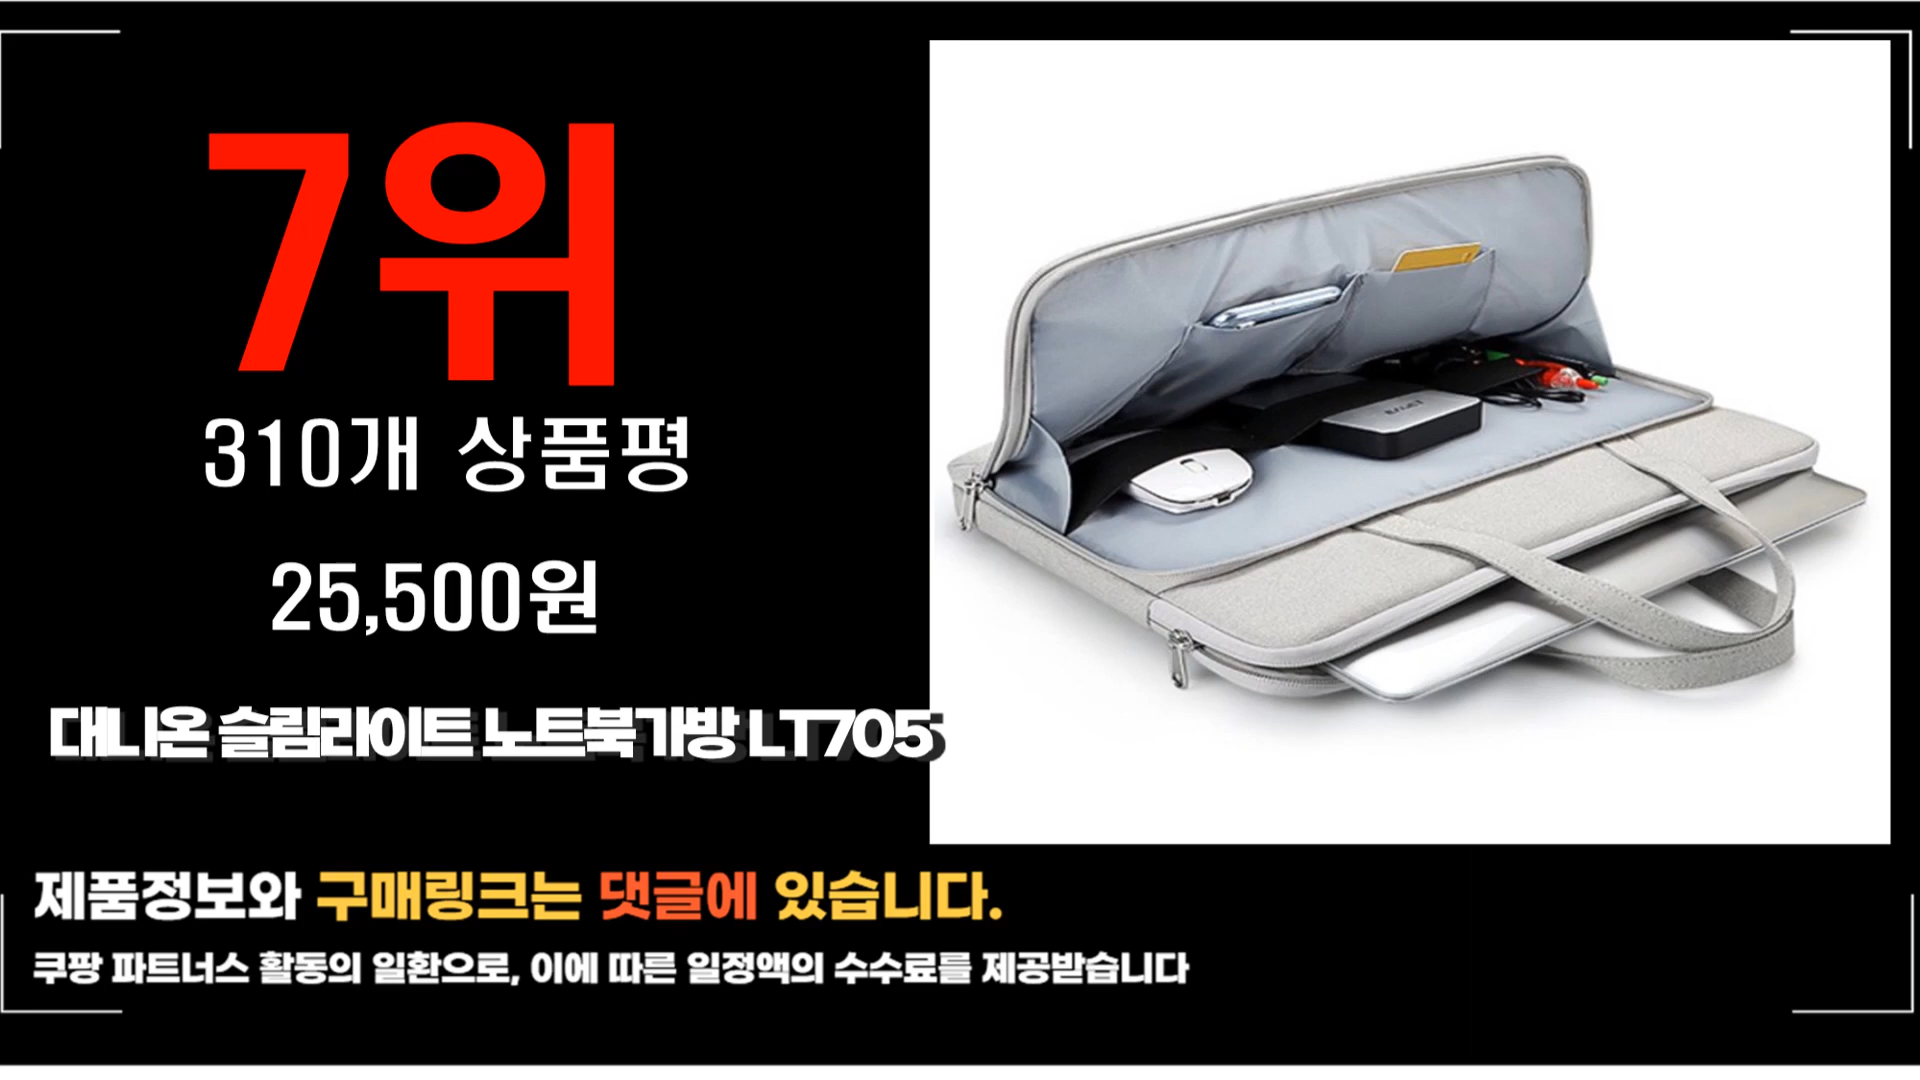 7위
310개 상품평
25,500원
대니온 슬림라이트 노트북가방 LT705
제품정보와 구매링크는 댓글에 있습니다.
쿠팡 파트너스 활동의 일환으로, 이에 따른 일정액의 수수료를 제공받습니다